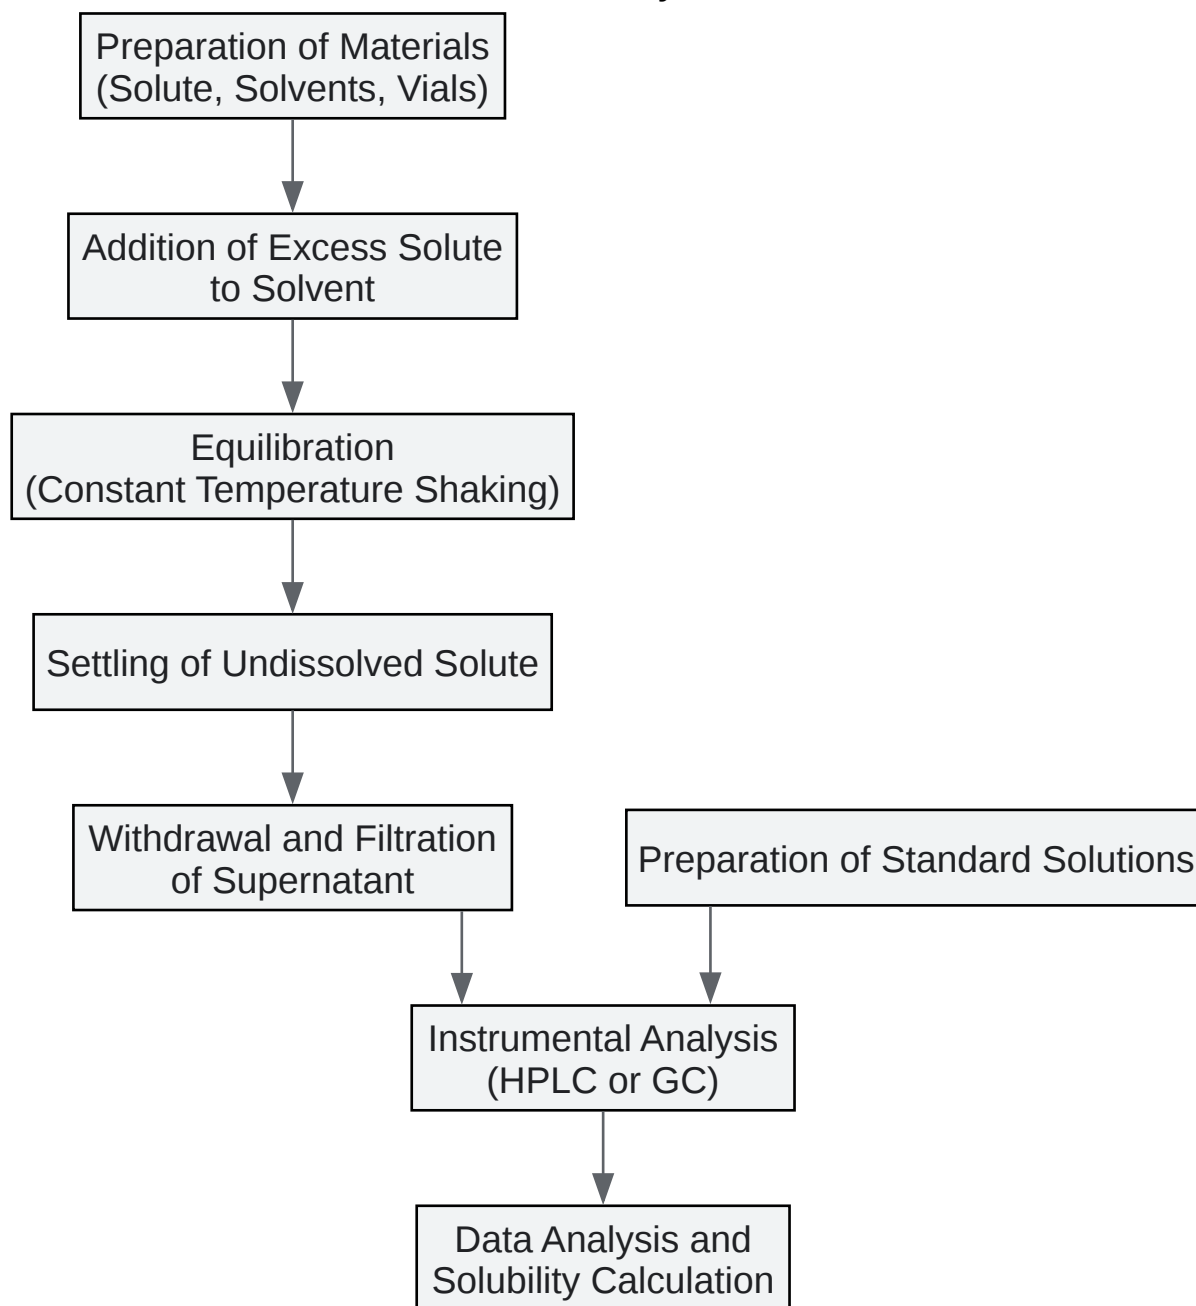 Preparation of Materials
(Solute, Solvents, Vials)
Addition of Excess Solute
to Solvent
Equilibration
(Constant Temperature Shaking)
Settling of Undissolved Solute
Withdrawal and Filtration
of Supernatant
Preparation of Standard Solutions
Instrumental Analysis
(HPLC or GC)
Data Analysis and
Solubility Calculation